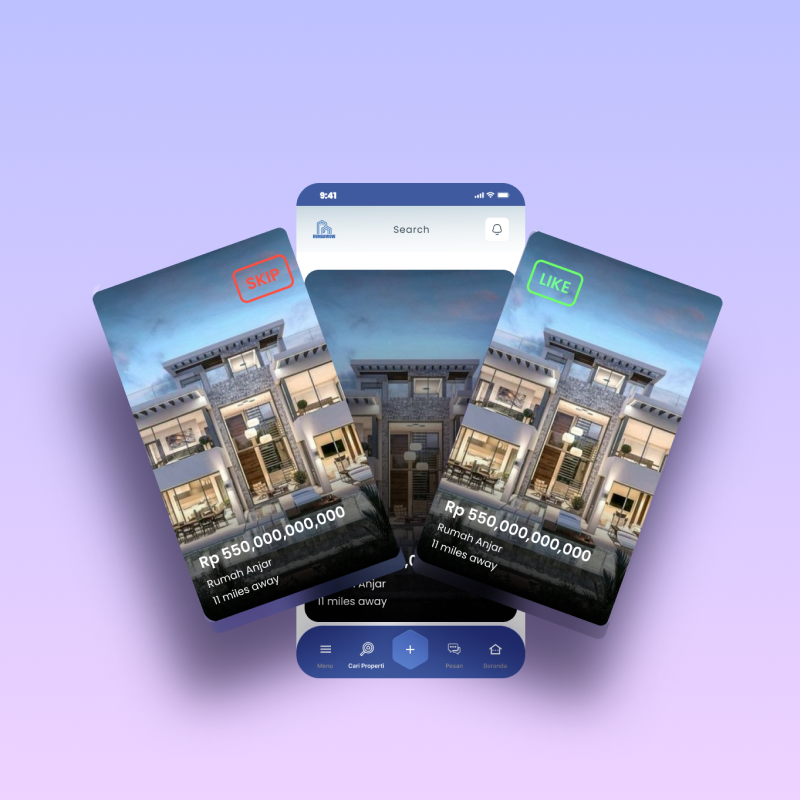 9:41
Search
SKIP
LIKE
Rp 550,000,000,000
Rumah Anjar
11 miles away
Anjar
11 miles away
Rp 550,000,000,000
Rumah Anjar
11 miles away
Menu
Cari Properti
+
Pesan
Beranda